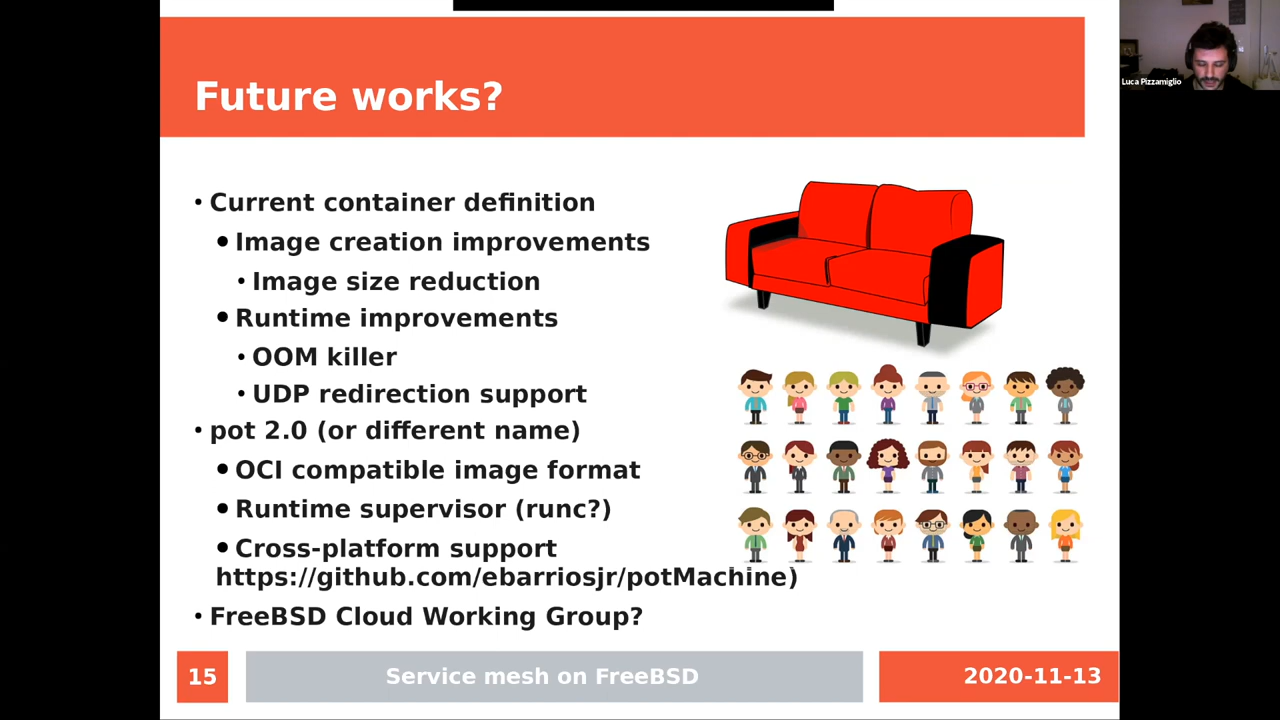 Future works?
Luca Pizzamiglio
• Current container definition
• Image creation improvements
• Image size reduction
• Runtime improvements
• OOM killer
• UDP redirection support
• pot 2.0 (or different name)
• OCI compatible image format
• Runtime supervisor (runc?)
• Cross-platform support
https://github.com/ebarriosjr/potMachine)
• FreeBSD Cloud Working Group?
15
Service mesh on FreeBSD
2020-11-13